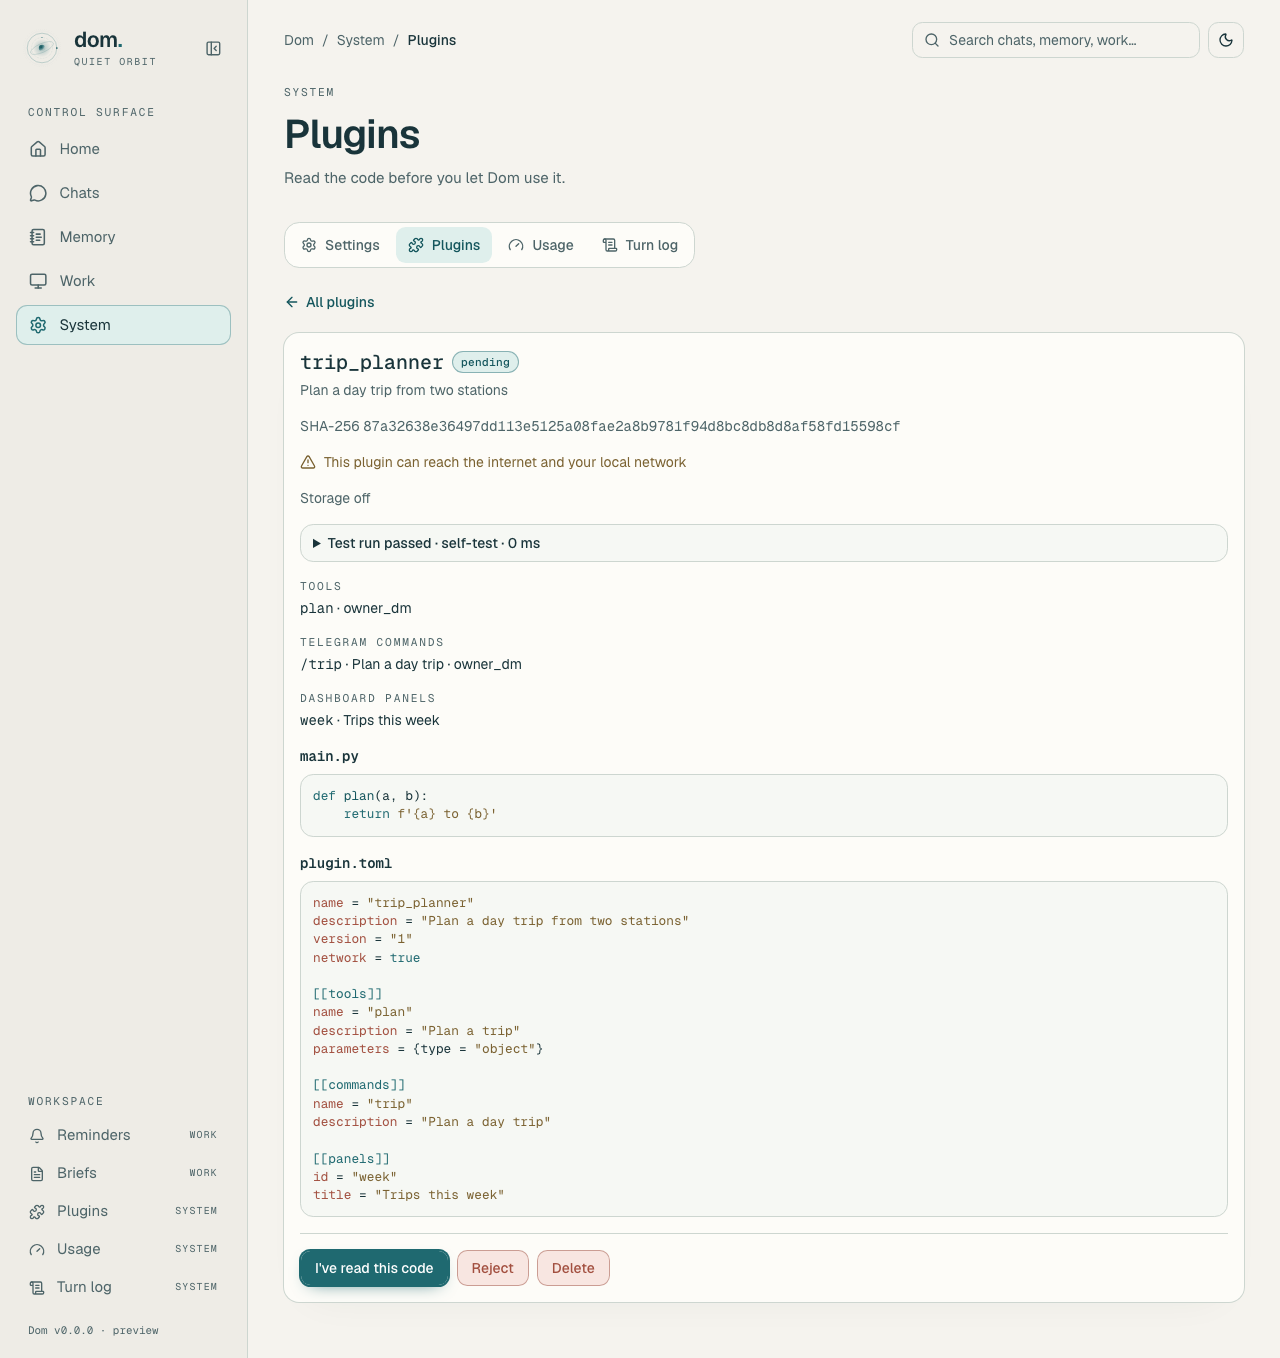 dom.
QUIET ORBIT
CONTROL SURFACE
Home
Chats
Memory
Work
System
WORKSPACE
Reminders WORK
Briefs WORK
Plugins SYSTEM
Usage SYSTEM
Turn log SYSTEM
Dom v0.0.0 · preview
Dom / System / Plugins
Search chats, memory, work…
SYSTEM
Plugins
Read the code before you let Dom use it.
Settings Plugins Usage Turn log
← All plugins
trip_planner pending
Plan a day trip from two stations
SHA-256 87a32638e36497dd113e5125a08fae2a8b9781f94d8bc8db8d8af58fd15598cf
This plugin can reach the internet and your local network
Storage off
▶ Test run passed · self-test · 0 ms
TOOLS
plan · owner_dm
TELEGRAM COMMANDS
/trip · Plan a day trip · owner_dm
DASHBOARD PANELS
week · Trips this week
main.py
def plan(a, b):
    return f'{a} to {b}'
plugin.toml
name = "trip_planner"
description = "Plan a day trip from two stations"
version = "1"
network = true
[[tools]]
name = "plan"
description = "Plan a trip"
parameters = {type = "object"}
[[commands]]
name = "trip"
description = "Plan a day trip"
[[panels]]
id = "week"
title = "Trips this week"
I've read this code Reject Delete